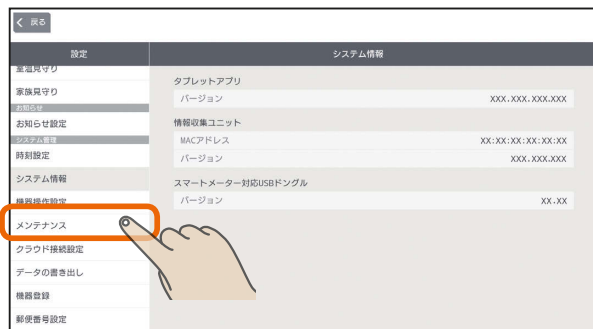 戻る
設定
システム情報
室温見守り
家族見守り
お知らせ
お知らせ設定
システム管理
時刻設定
システム情報
機器操作設定
メンテナンス
クラウド接続設定
データの書き出し
機器登録
郵便番号設定
タブレットアプリ
バージョン XXX.XXX.XXX.XXX
情報収集ユニット
MACアドレス XX:XX:XX:XX:XX:XX
バージョン XXX.XXX.XXX
スマートメーター対応USBドングル
バージョン XX.XX